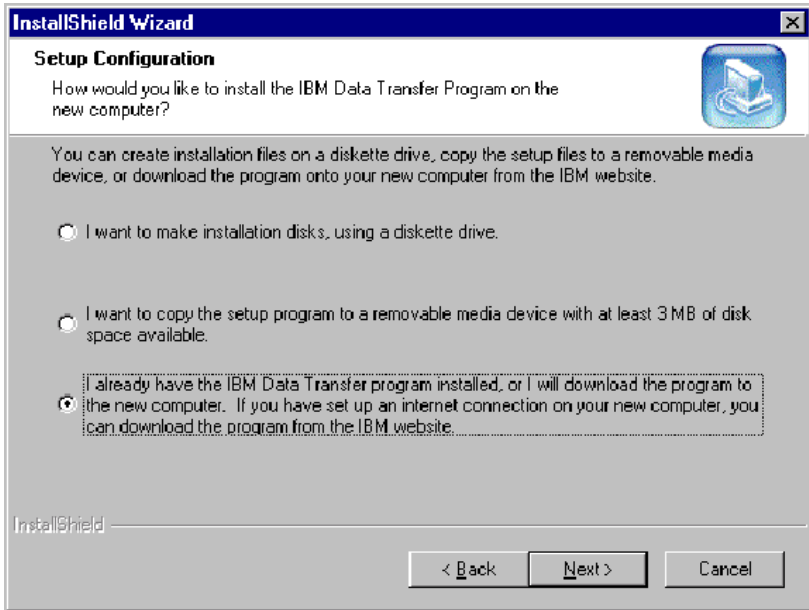 InstallShield Wizard
Setup Configuration
How would you like to install the IBM Data Transfer Program on the
new computer?
You can create installation files on a diskette drive, copy the setup files to a removable media
device, or download the program onto your new computer from the IBM website.
I want to make installation disks, using a diskette drive.
I want to copy the setup program to a removable media device with at least 3 MB of disk
space available.
I already have the IBM Data Transfer program installed, or I will download the program to
the new computer.  If you have set up an internet connection on your new computer, you
can download the program from the IBM website.
InstallShield
< Back
Next >
Cancel